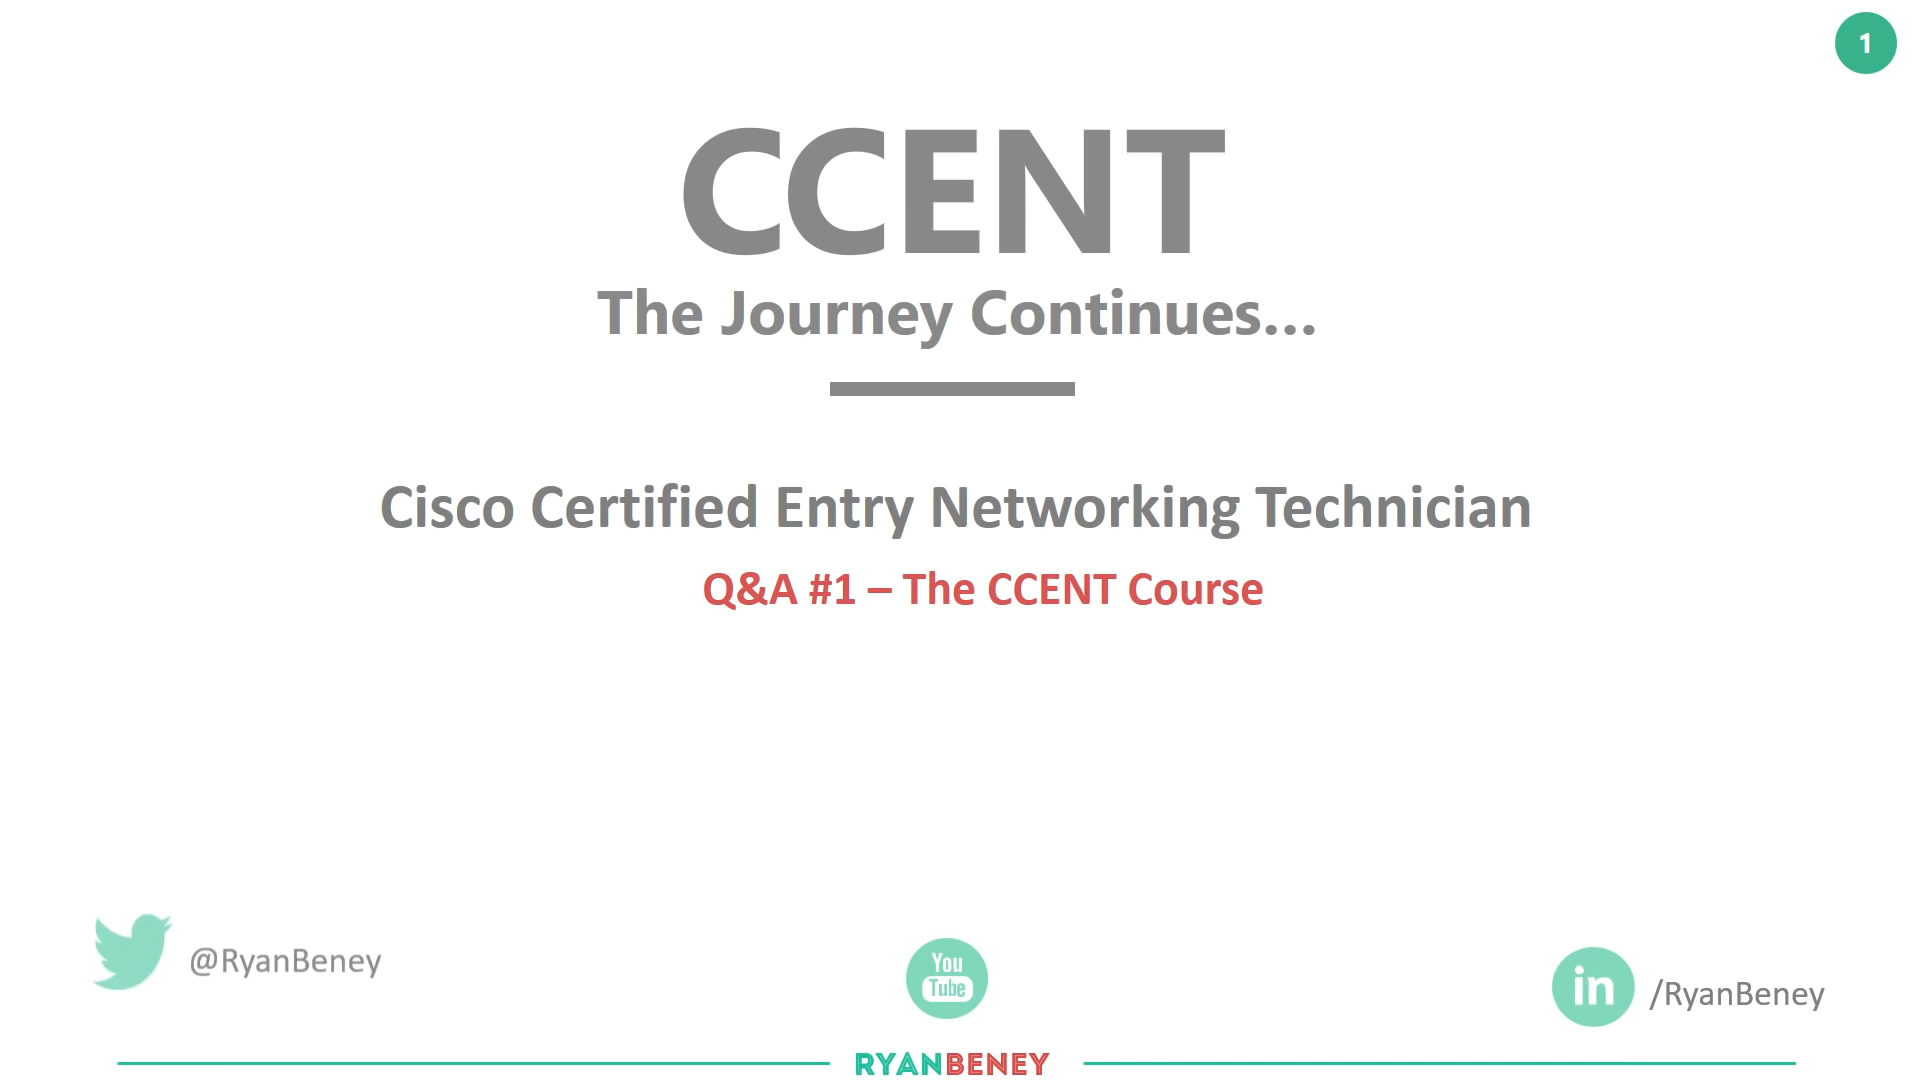 1
CCENT
The Journey Continues...
Cisco Certified Entry Networking Technician
Q&A #1 – The CCENT Course
@RyanBeney
You
Tube
in
/RyanBeney
RYANBENEY